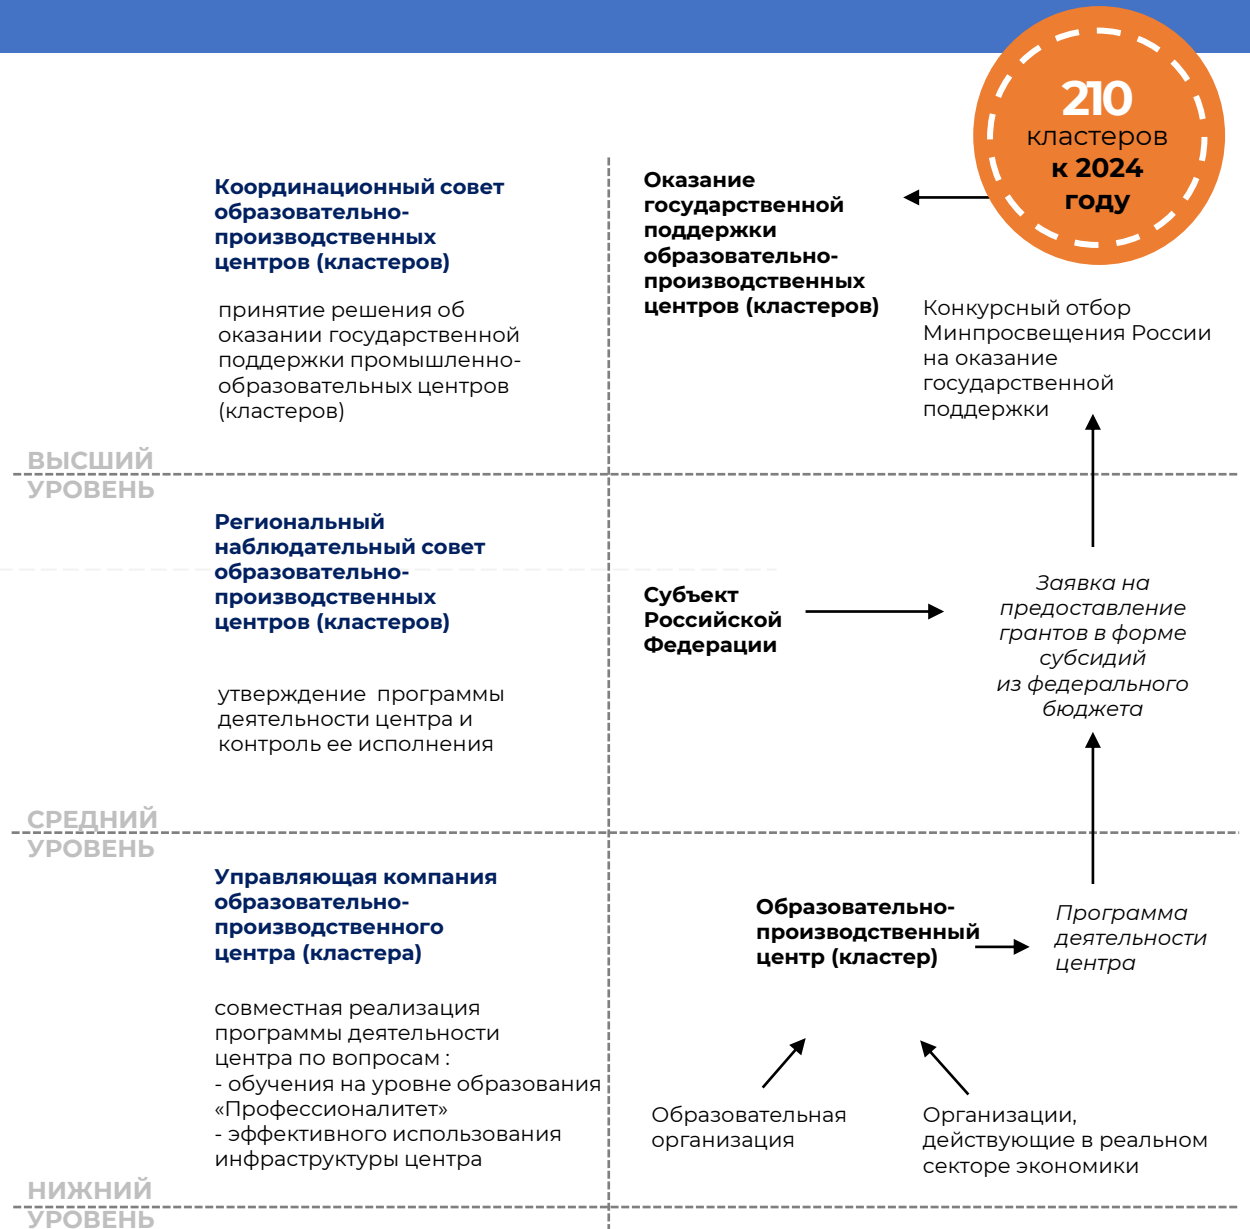 210
кластеров
к 2024
году
Координационный совет
образовательно-
производственных
центров (кластеров)
принятие решения об
оказании государственной
поддержки промышленно-
образовательных центров
(кластеров)
Оказание
государственной
поддержки
образовательно-
производственных
центров (кластеров)
Конкурсный отбор
Минпросвещения России
на оказание
государственной
поддержки
ВЫСШИЙ
УРОВЕНЬ
Региональный
наблюдательный совет
образовательно-
производственных
центров (кластеров)
утверждение программы
деятельности центра и
контроль ее исполнения
Субъект
Российской
Федерации
Заявка на
предоставление
грантов в форме
субсидий
из федерального
бюджета
СРЕДНИЙ
УРОВЕНЬ
Управляющая компания
образовательно-
производственного
центра (кластера)
совместная реализация
программы деятельности
центра по вопросам :
- обучения на уровне образования
«Профессионалитет»
- эффективного использования
инфраструктуры центра
Образовательно-
производственный
центр (кластер)
Программа
деятельности
центра
Образовательная
организация
Организации,
действующие в реальном
секторе экономики
НИЖНИЙ
УРОВЕНЬ